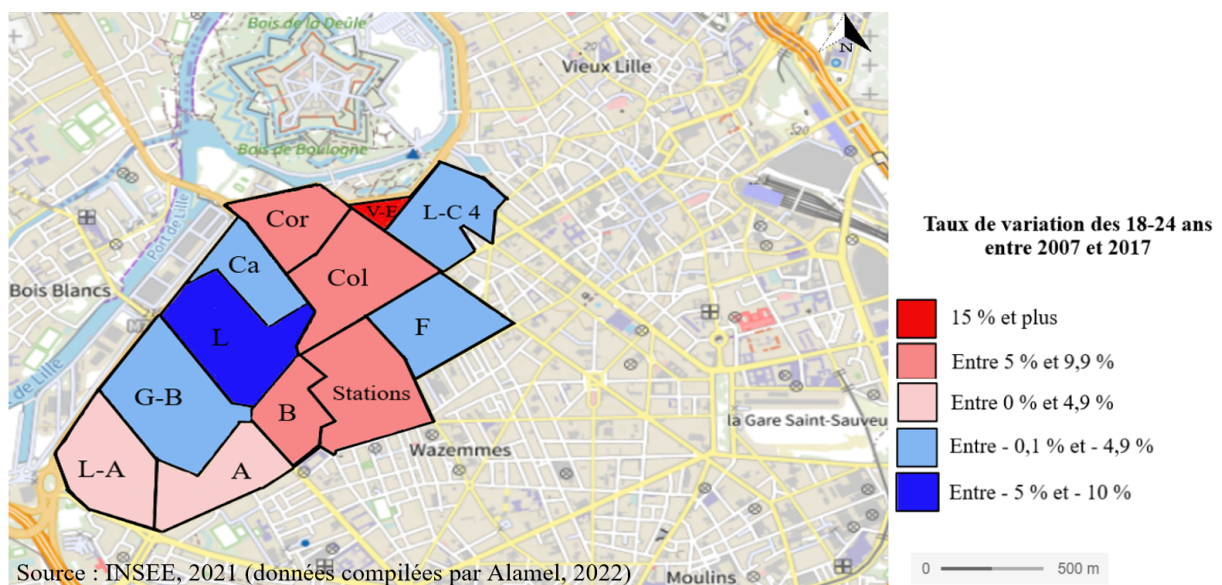 Bois de la Deûle
Vieux Lille
N
Bois de Boulogne
Port de Lille
Bois Blancs
de Lille
Cor
V-E
L-C 4
Ca
Col
L
F
G-B
B
Stations
L-A
A
Wazemmes
la Gare Saint-Sauveu
Moulins
Source : INSEE, 2021 (données compilées par Alamel, 2022)
Taux de variation des 18-24 ans
entre 2007 et 2017
15 % et plus
Entre 5 % et 9,9 %
Entre 0 % et 4,9 %
Entre - 0,1 % et - 4,9 %
Entre - 5 % et - 10 %
0 500 m